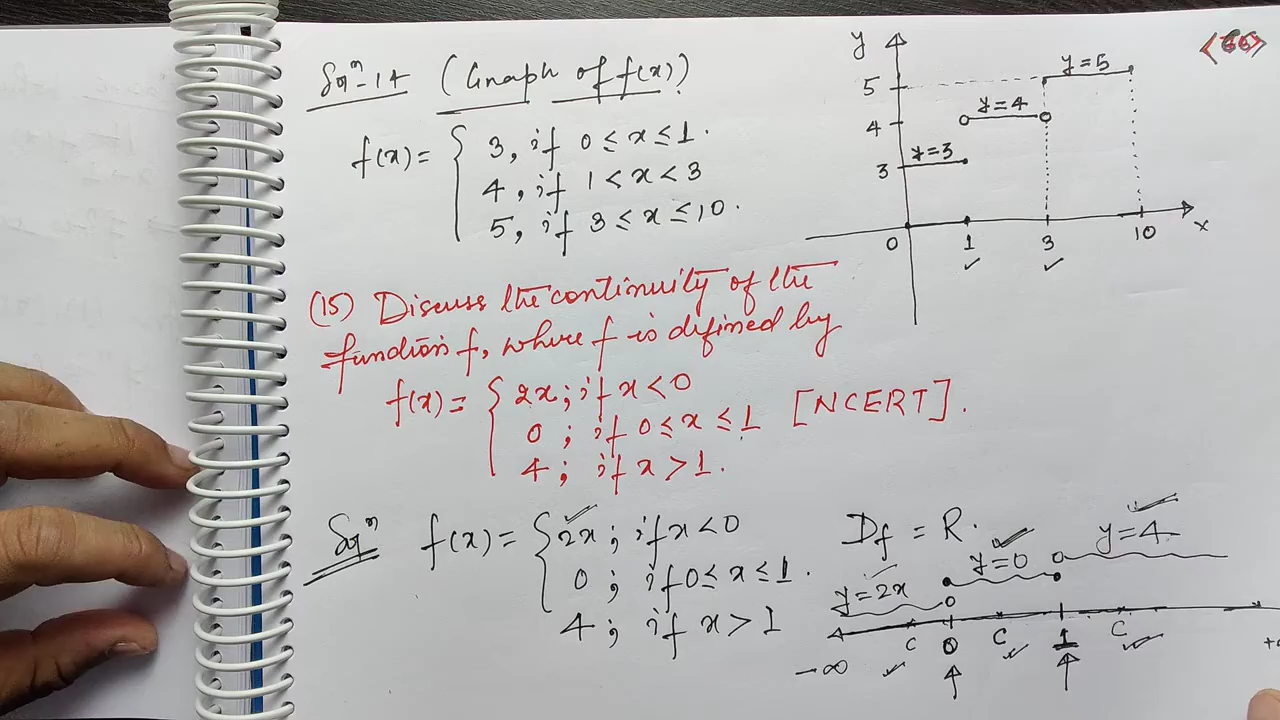 Solⁿ-14 (Graph of f(x))
f(x) = { 3, if 0 ≤ x ≤ 1.
4, if 1 < x < 3
5, if 3 ≤ x ≤ 10.
y
5
4
3
y=5
y=4
y=3
0 1 3 10 x
✓ ✓
(15) Discuss the continuity of the
function f, where f is defined by
f(x) = { 2x; if x < 0
0 ; if 0 ≤ x ≤ 1 [NCERT].
4 ; if x > 1.
Solⁿ f(x) = { 2x ; if x < 0
0 ; if 0 ≤ x ≤ 1.
4 ; if x > 1
Df = R.
y=2x y=0 y=4
-∞ c 0 c 1 c